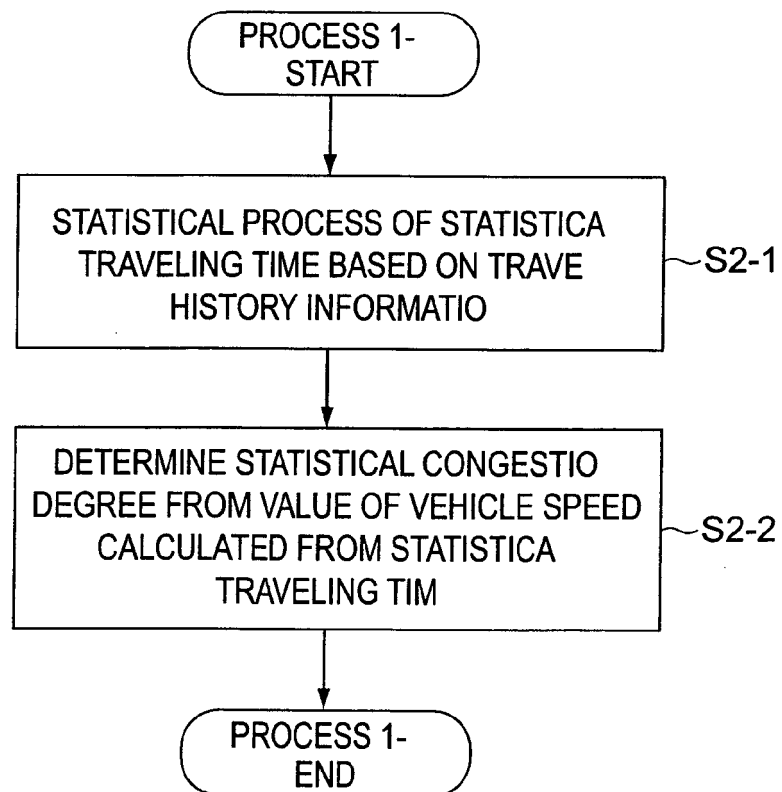 PROCESS 1-
START
STATISTICAL PROCESS OF STATISTICA
TRAVELING TIME BASED ON TRAVE
HISTORY INFORMATIO
S2-1
DETERMINE STATISTICAL CONGESTIO
DEGREE FROM VALUE OF VEHICLE SPEED
CALCULATED FROM STATISTICA
TRAVELING TIM
S2-2
PROCESS 1-
END